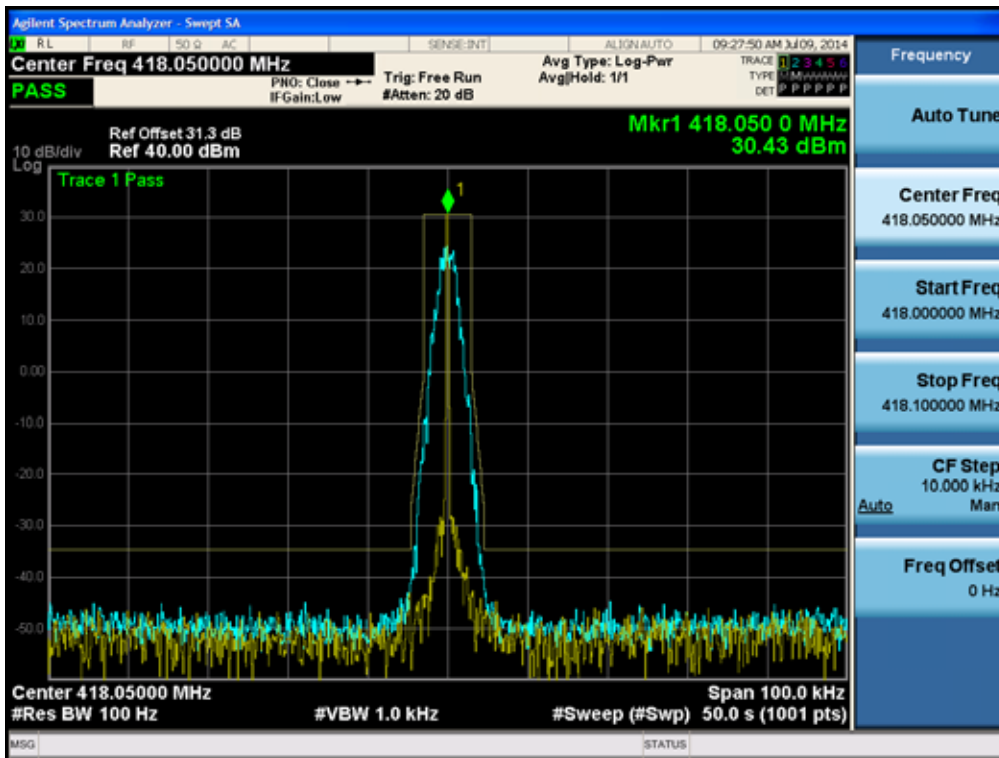 Agilent Spectrum Analyzer - Swept SA
LXI RL RF 50 Ω AC SENSE:INT ALIGN AUTO 09:27:50 AM Jul 09, 2014
Center Freq 418.050000 MHz
PASS
PNO: Close
IFGain:Low
Trig: Free Run
#Atten: 20 dB
Avg Type: Log-Pwr
Avg|Hold: 1/1
TRACE 1 2 3 4 5 6
TYPE
DET P P P P P P
Mkr1 418.050 0 MHz
30.43 dBm
Ref Offset 31.3 dB
10 dB/div Ref 40.00 dBm
Log
Trace 1 Pass
1
30.0
20.0
10.0
0.00
-10.0
-20.0
-30.0
-40.0
-50.0
Center 418.05000 MHz Span 100.0 kHz
#Res BW 100 Hz #VBW 1.0 kHz #Sweep (#Swp) 50.0 s (1001 pts)
MSG STATUS
Frequency
Auto Tune
Center Freq
418.050000 MHz
Start Freq
418.000000 MHz
Stop Freq
418.100000 MHz
CF Step
10.000 kHz
Auto Man
Freq Offset
0 Hz